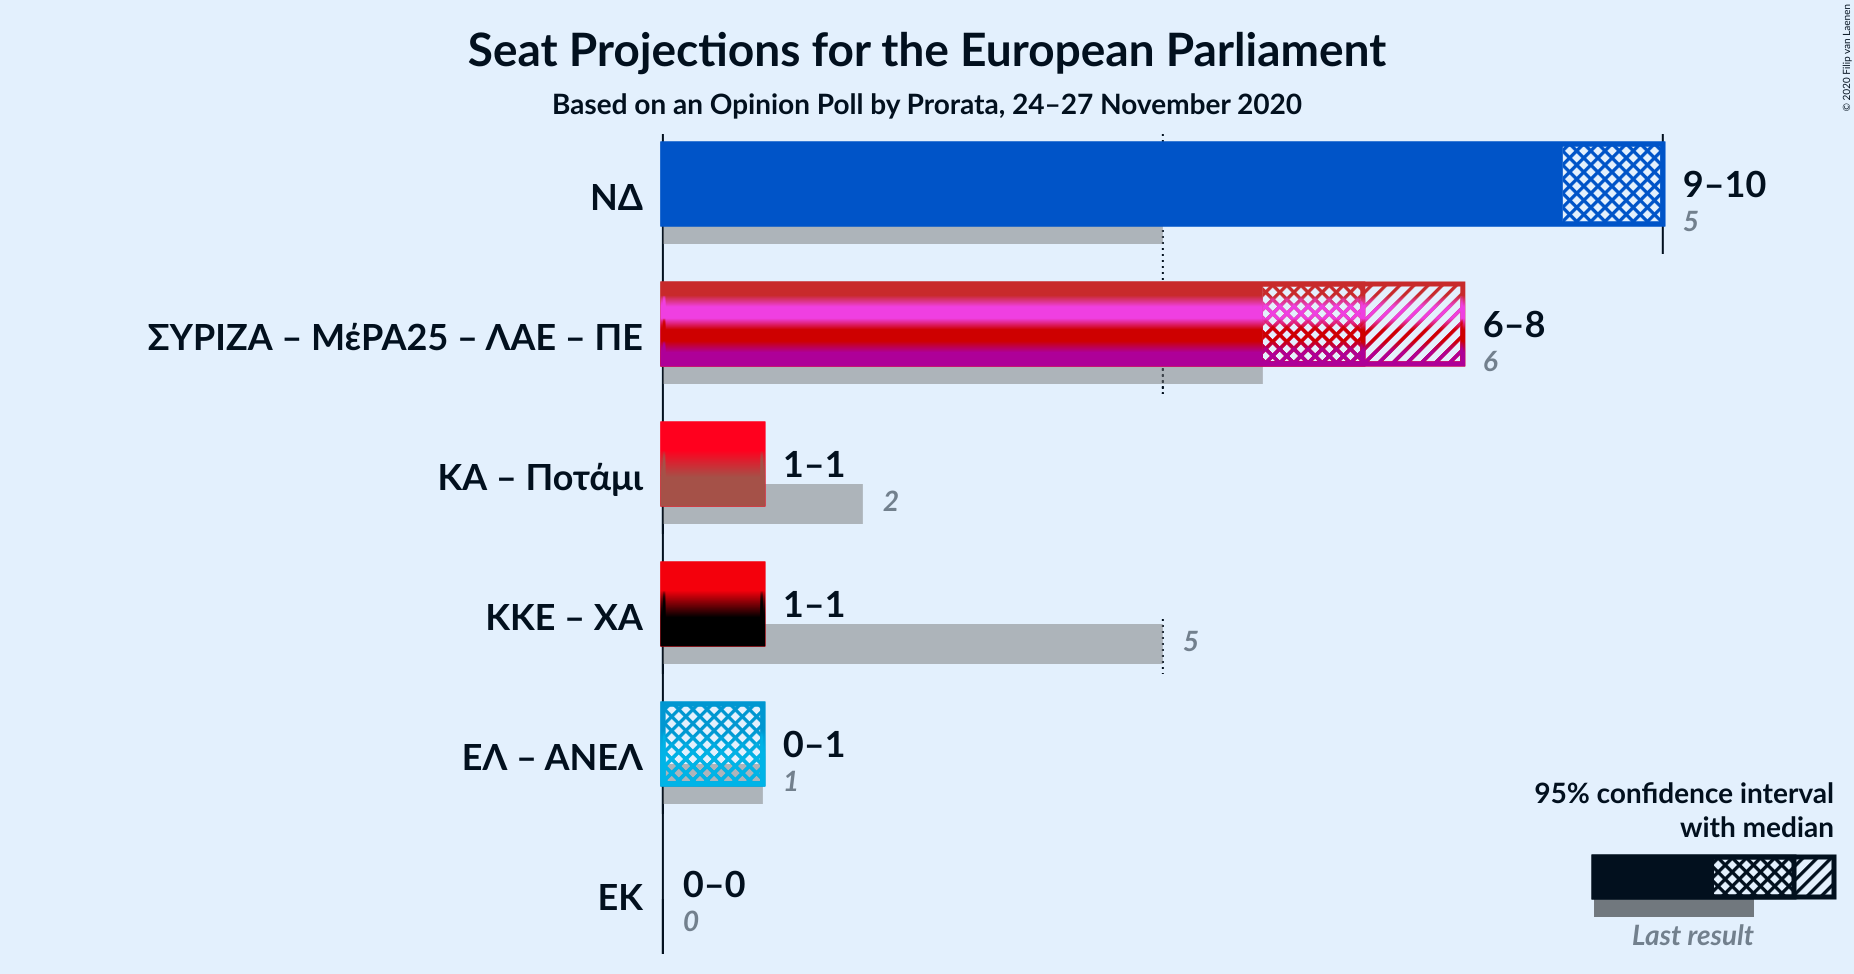 Seat Projections for the European Parliament
Based on an Opinion Poll by Prorata, 24–27 November 2020
© 2020 Filip van Laenen
ΝΔ
9–10
5
ΣΥΡΙΖΑ – ΜέΡΑ25 – ΛΑΕ – ΠΕ
6–8
6
ΚΑ – Ποτάμι
1–1
2
ΚΚΕ – ΧΑ
1–1
5
ΕΛ – ΑΝΕΛ
0–1
1
ΕΚ
0–0
0
95% confidence interval
with median
Last result